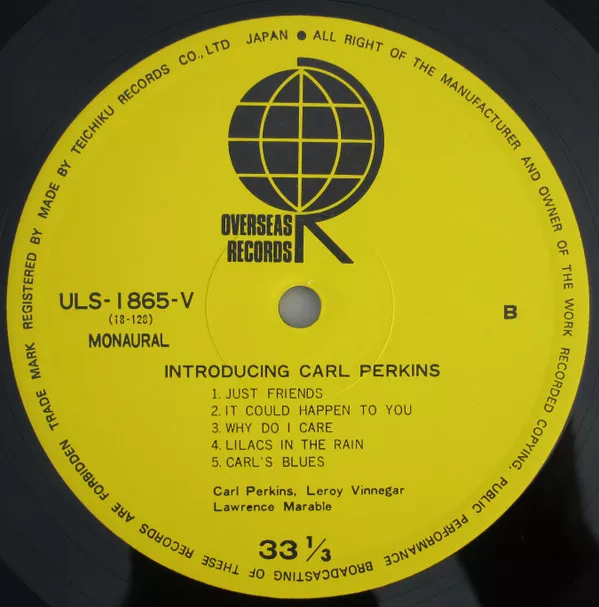 TRADE MARK REGISTERED BY MADE BY TEICHIKU RECORDS CO., LTD JAPAN ● ALL RIGHT OF THE MANUFACTURER AND OWNER OF THE WORK RECORDED COPYING, PUBLIC PERFORMANCE BROADCASTING OF THESE RECORDS ARE FORBIDDEN
OVERSEAS
RECORDS
ULS-1865-V
(18-128)
MONAURAL
B
INTRODUCING CARL PERKINS
1. JUST FRIENDS
2. IT COULD HAPPEN TO YOU
3. WHY DO I CARE
4. LILACS IN THE RAIN
5. CARL'S BLUES
Carl Perkins, Leroy Vinnegar
Lawrence Marable
33 1/3